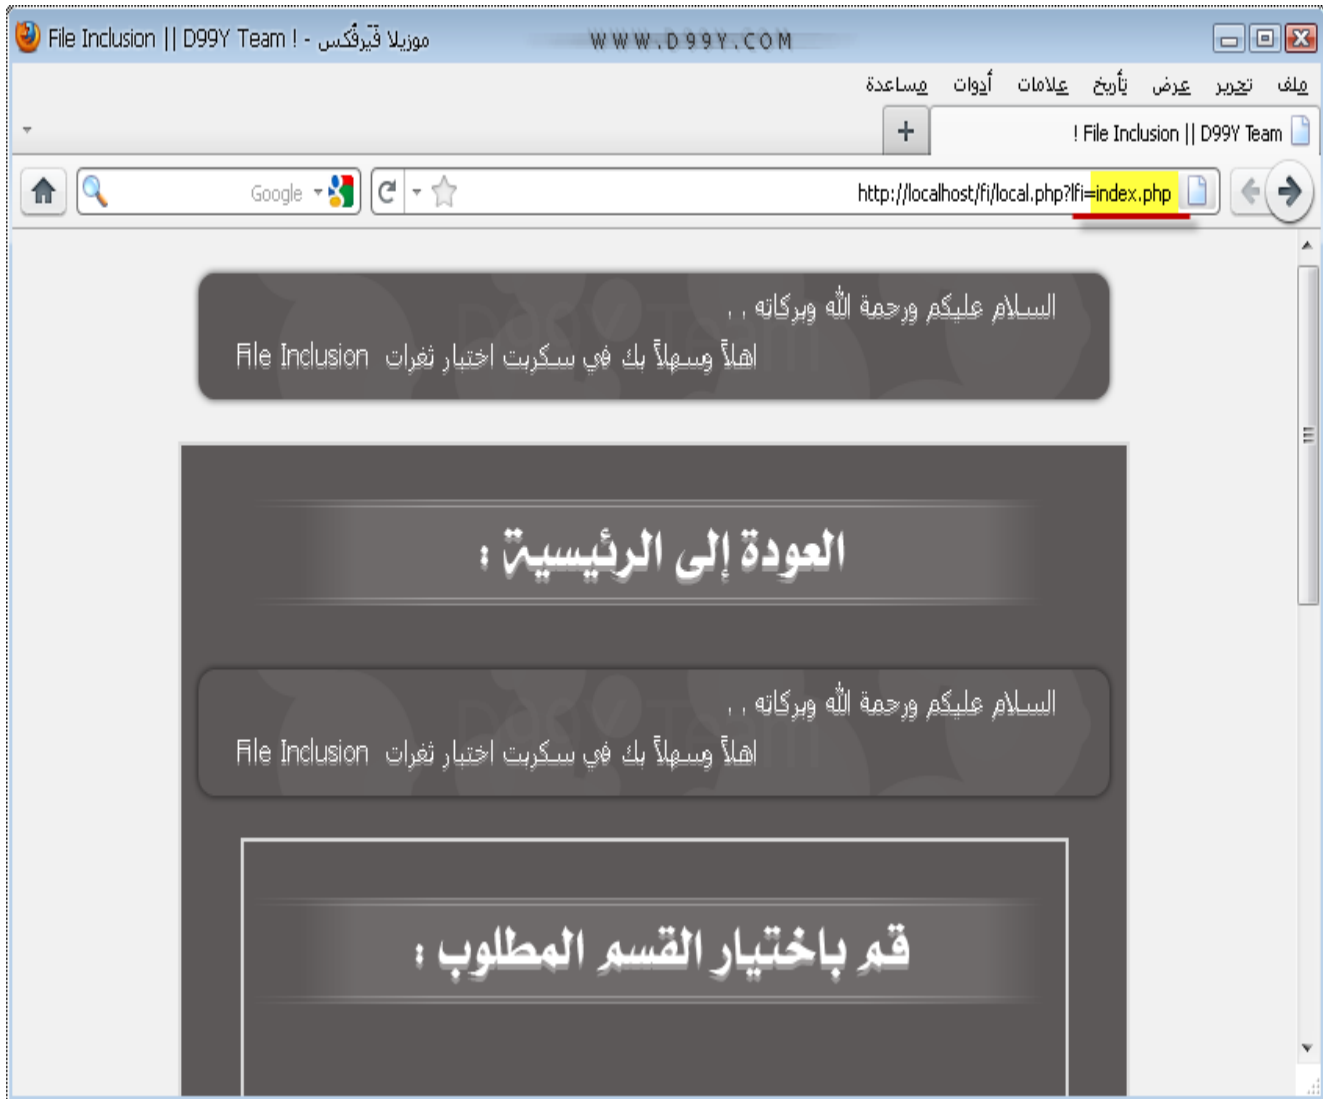 File Inclusion || D99Y Team ! - موزيلا فَيَرفُكس
WWW.D99Y.COM
ملف تحرير عرض تأريخ علامات أدوات مساعدة
! File Inclusion || D99Y Team
http://localhost/fi/local.php?lfi=index.php
Google
السلام عليكم ورحمة الله وبركاته . .
اهلاً وسهلاً بك في سكربت اختبار ثغرات File Inclusion
العودة إلى الرئيسية :
السلام عليكم ورحمة الله وبركاته . .
اهلاً وسهلاً بك في سكربت اختبار ثغرات File Inclusion
قم باختيار القسم المطلوب :